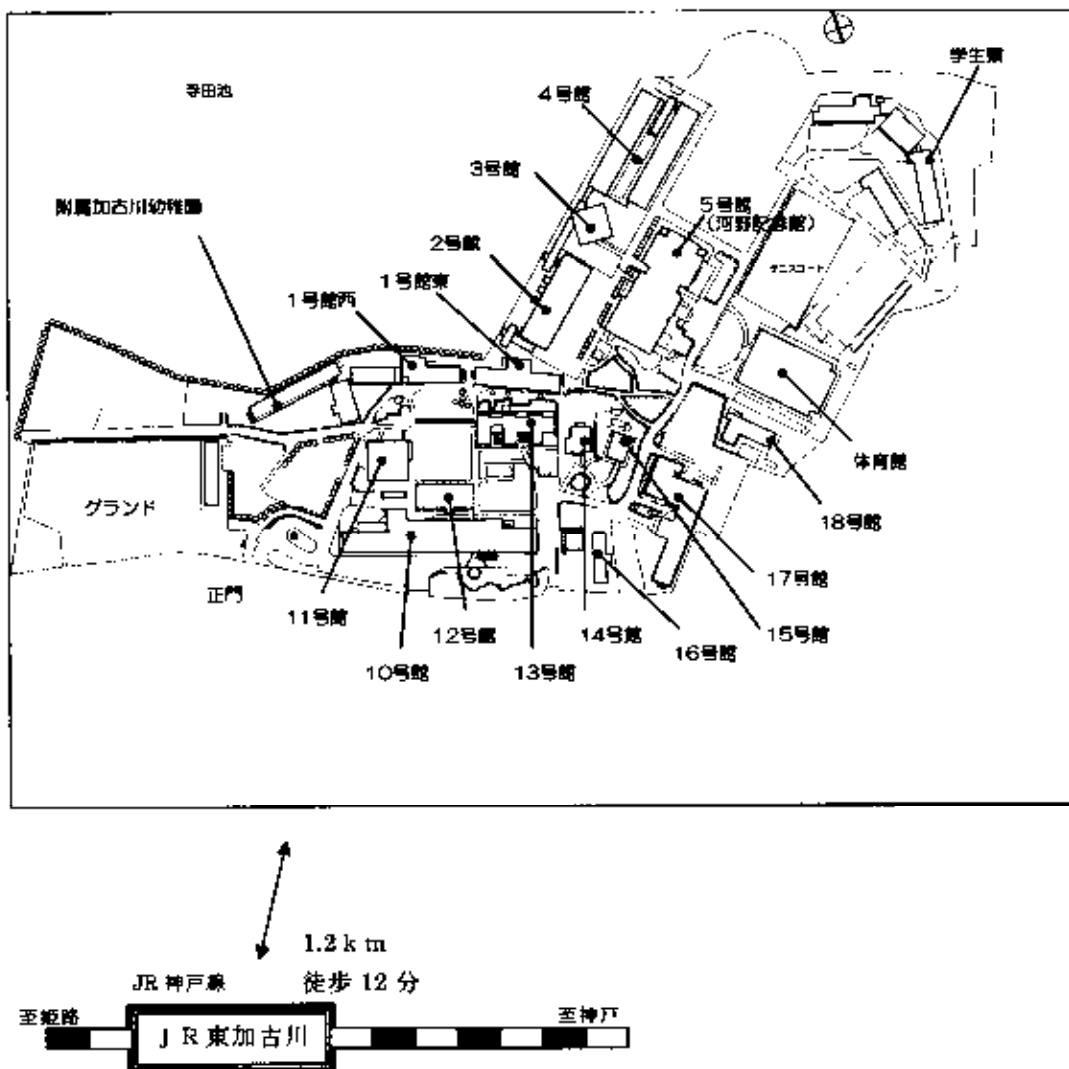 学生寮
寺田池
4号館
3号館
附属加古川幼稚園
5号館
(河野記念館)
2号館
1号館東
1号館西
テニスコート
体育館
グランド
18号館
正門
17号館
11号館
12号館
14号館
15号館
16号館
10号館
13号館
1.2km
JR 神戸線
徒歩 12 分
至姫路
至神戸
JR東加古川